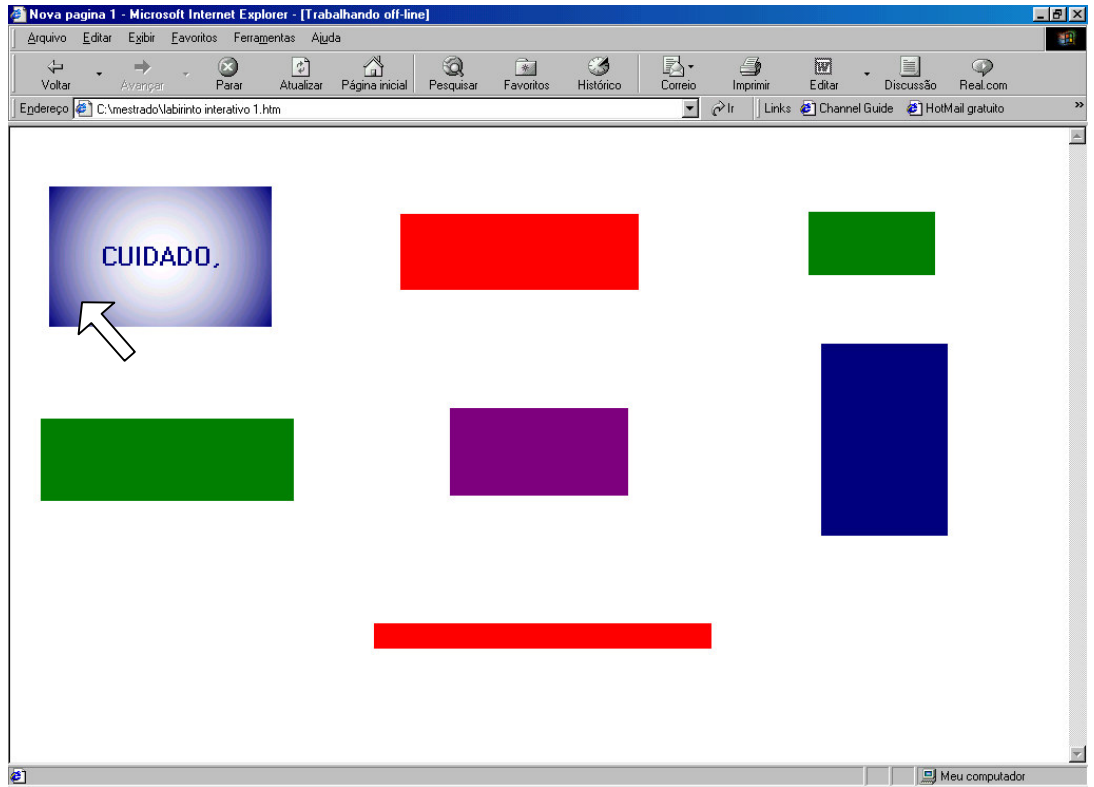 Nova pagina 1 - Microsoft Internet Explorer - [Trabalhando off-line]
Arquivo Editar Exibir Favoritos Ferramentas Ajuda
Voltar Avançar Parar Atualizar Página inicial Pesquisar Favoritos Histórico Correio Imprimir Editar Discussão Real.com
Endereço C:\mestrado\labirinto interativo 1.htm Ir Links Channel Guide HotMail gratuito »
CUIDADO,
Meu computador